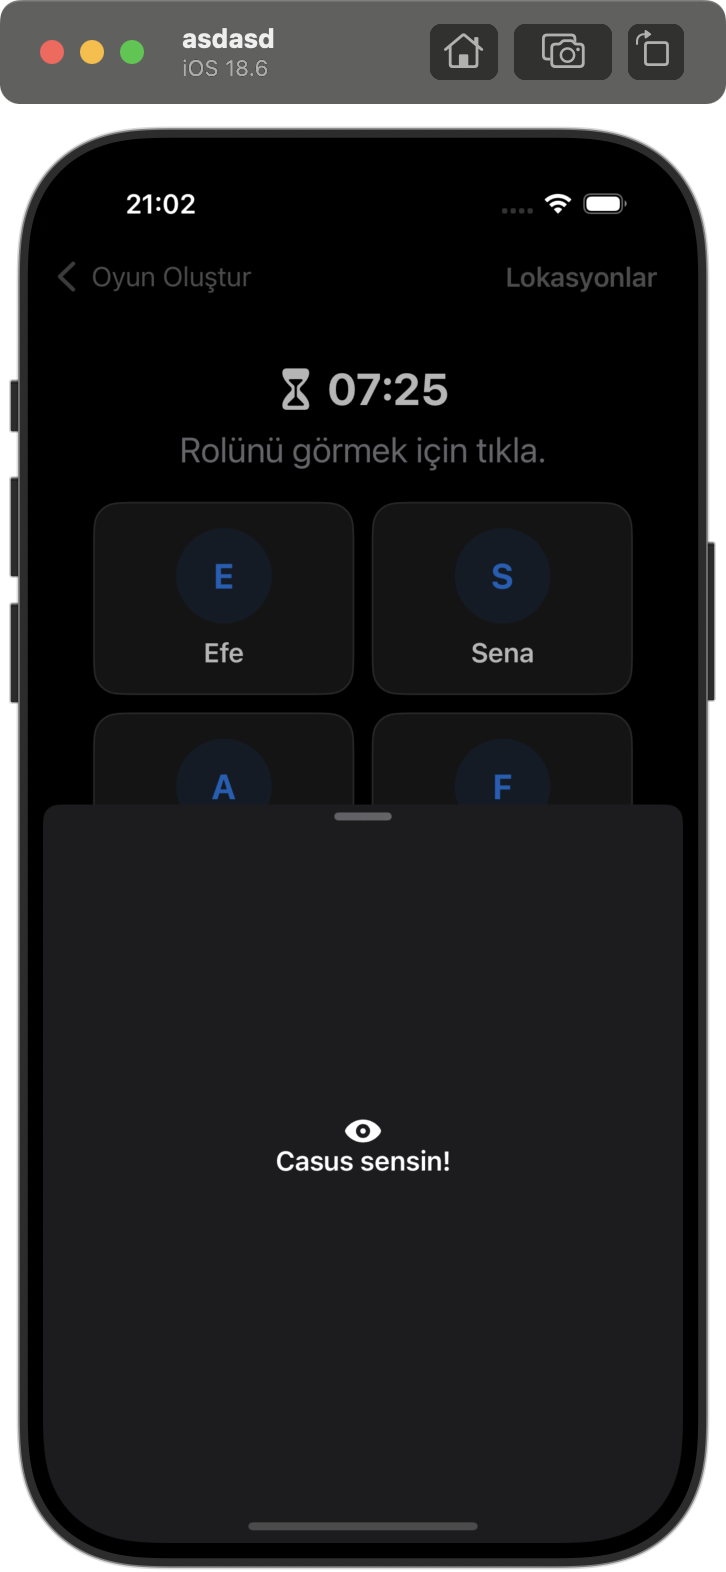 asdasd
iOS 18.6
21:02
Oyun Oluştur
Lokasyonlar
07:25
Rolünü görmek için tıkla.
E
S
Efe
Sena
A
F
Casus sensin!